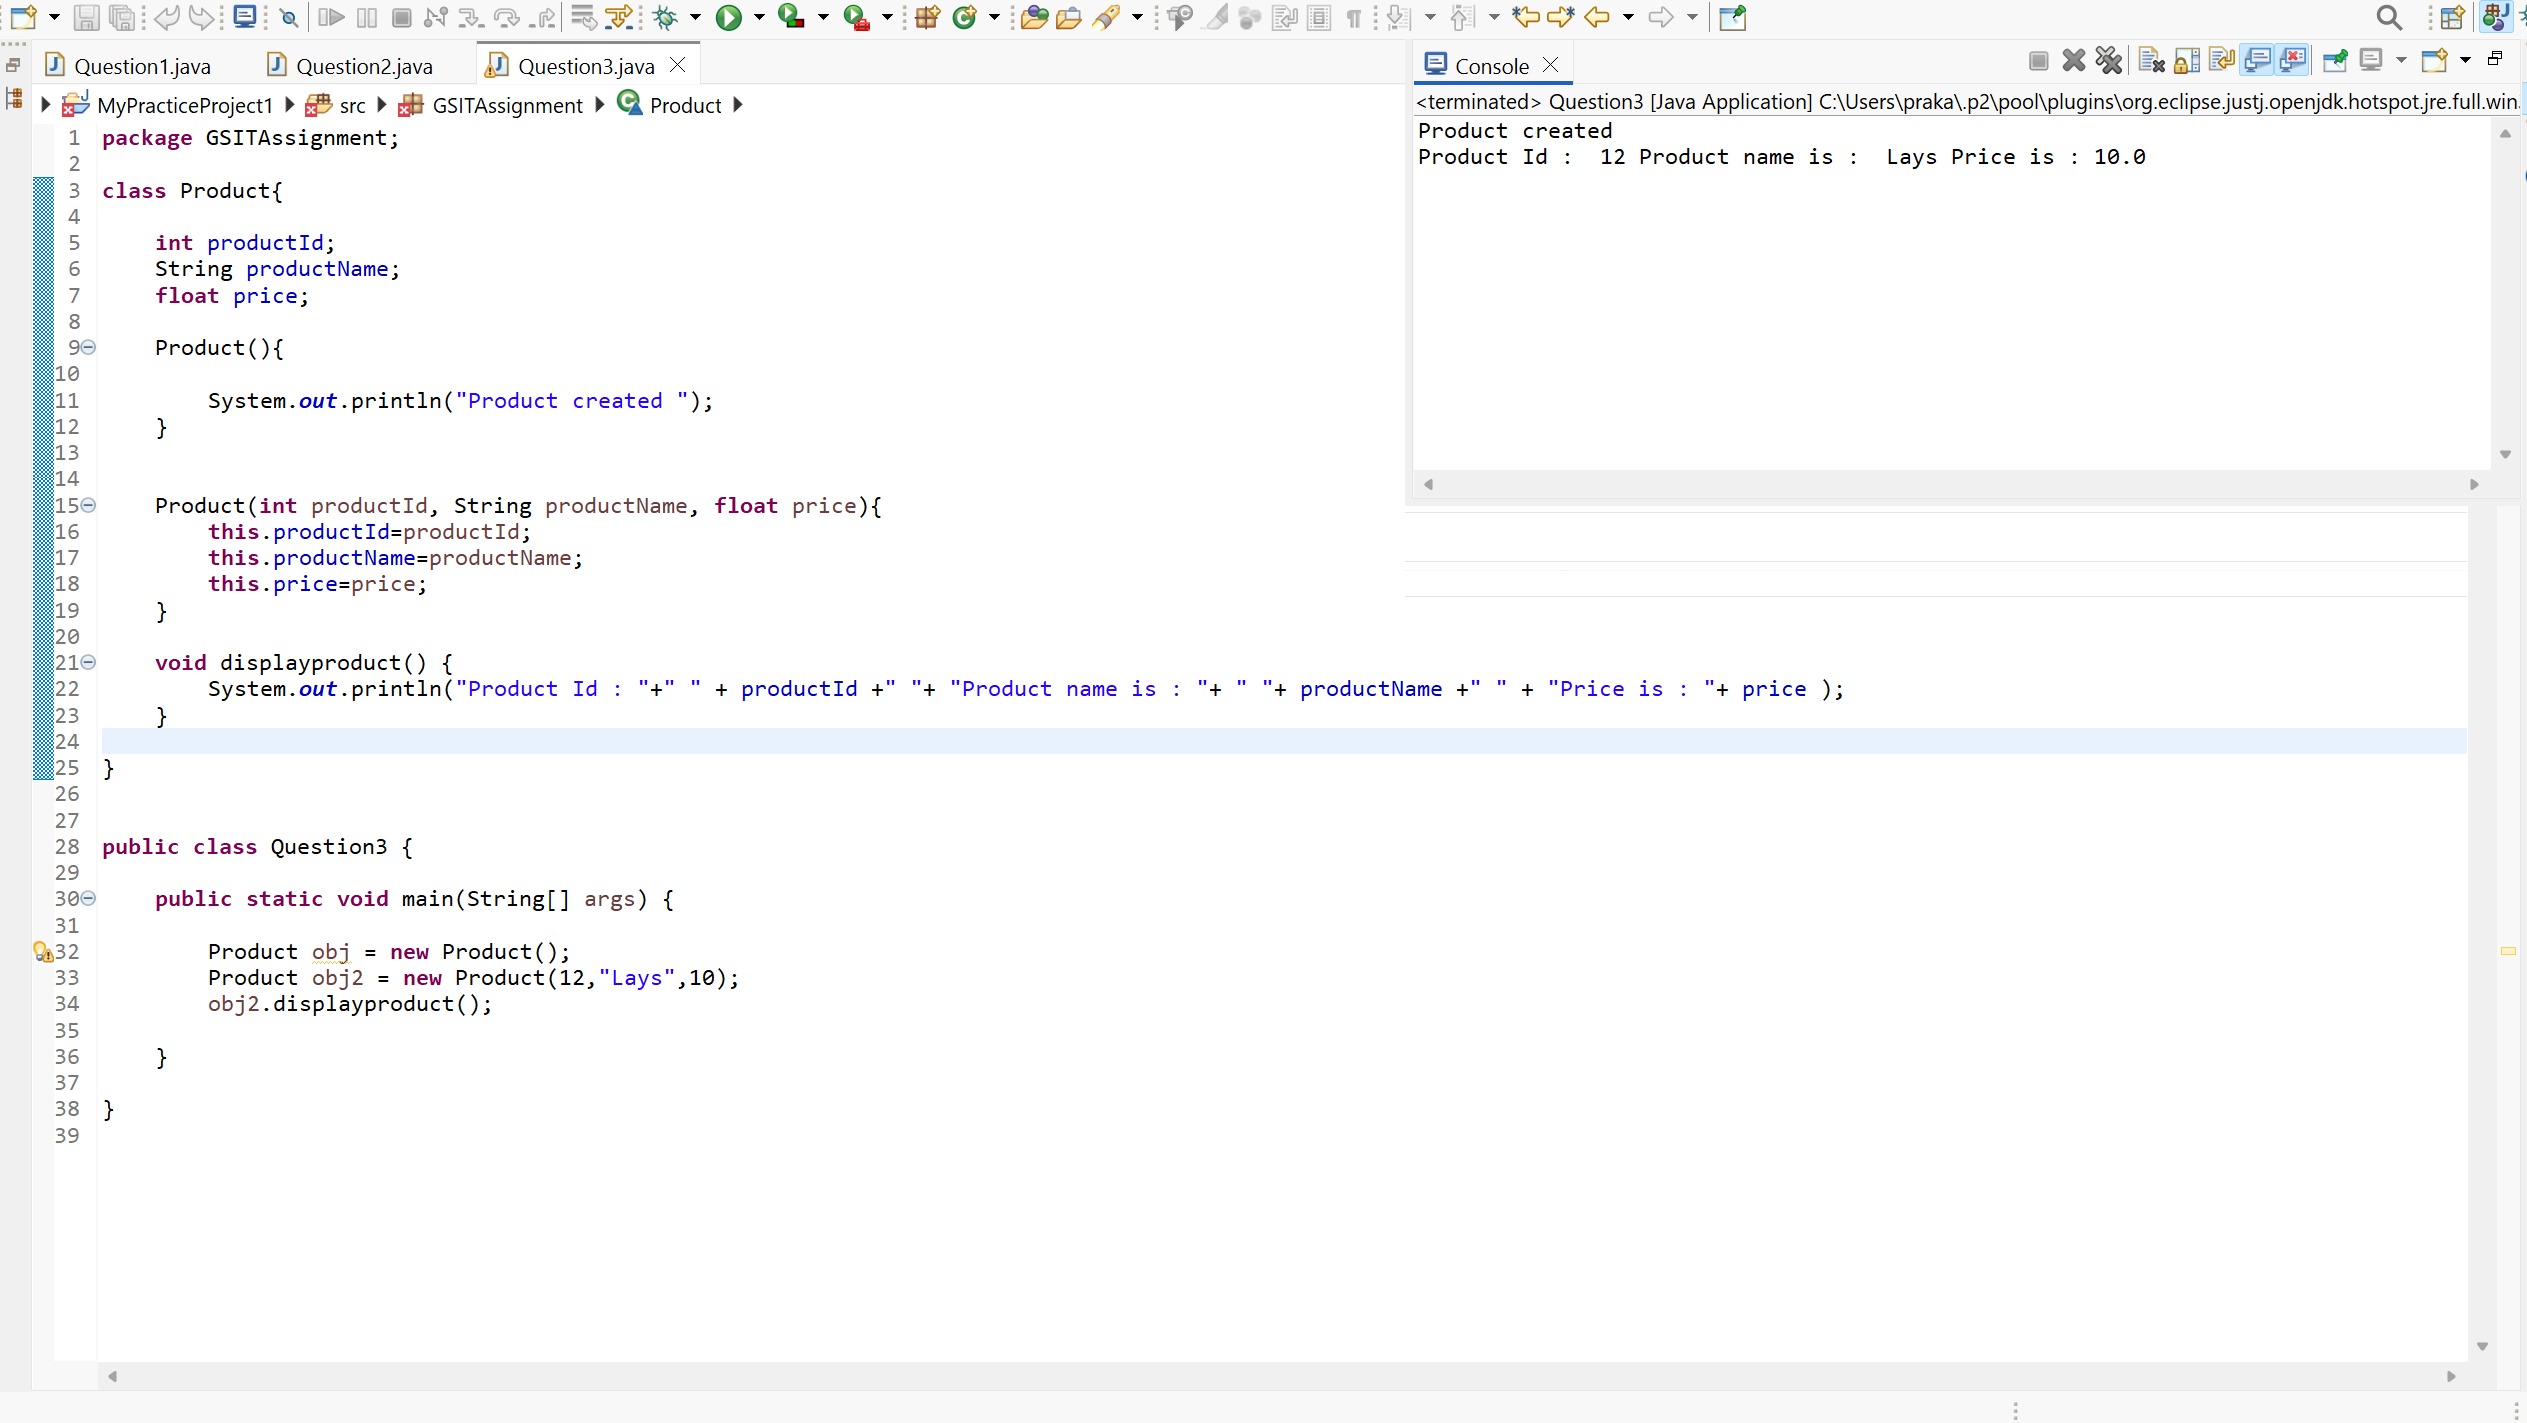 Question1.java
Question2.java
Question3.java
MyPracticeProject1 src GSITAssignment Product
1 package GSITAssignment;
2
3 class Product{
4
5     int productId;
6     String productName;
7     float price;
8
9     Product(){
10
11         System.out.println("Product created ");
12     }
13
14
15     Product(int productId, String productName, float price){
16         this.productId=productId;
17         this.productName=productName;
18         this.price=price;
19     }
20
21     void displayproduct() {
22         System.out.println("Product Id : "+" " + productId +" "+ "Product name is : "+ " "+ productName +" " + "Price is : "+ price );
23     }
24
25 }
26
27
28 public class Question3 {
29
30     public static void main(String[] args) {
31
32         Product obj = new Product();
33         Product obj2 = new Product(12,"Lays",10);
34         obj2.displayproduct();
35
36     }
37
38 }
39
Console
<terminated> Question3 [Java Application] C:\Users\praka\.p2\pool\plugins\org.eclipse.justj.openjdk.hotspot.jre.full.win
Product created
Product Id :  12 Product name is :  Lays Price is : 10.0